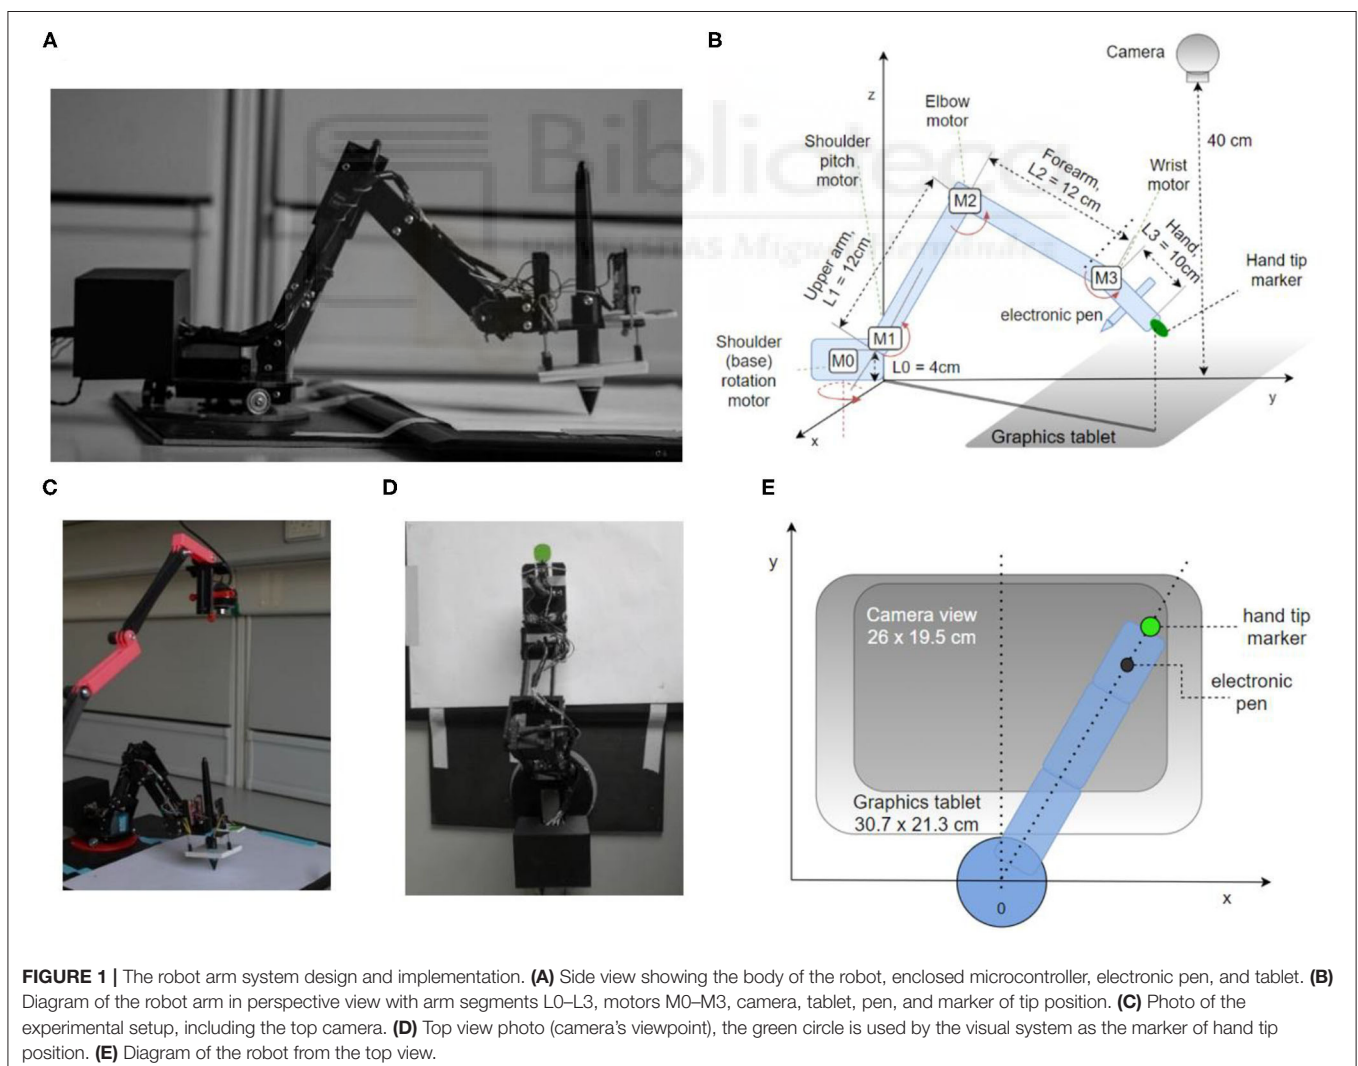 A
B
Biblioteca
UNIVERSITAS Miguel Hernández
Camera
z
Elbow
motor
40 cm
Shoulder
pitch
motor
Forearm,
L2 = 12 cm
Wrist
motor
M2
Upper arm,
L1 = 12cm
Hand,
L3 = 10cm
M3
Hand tip
marker
electronic pen
Shoulder
(base)
rotation
motor
M1
M0
L0 = 4cm
y
x
Graphics tablet
C
D
E
y
Camera view
26 x 19.5 cm
hand tip
marker
electronic
pen
Graphics tablet
30.7 x 21.3 cm
0
x
FIGURE 1 | The robot arm system design and implementation. (A) Side view showing the body of the robot, enclosed microcontroller, electronic pen, and tablet. (B)
Diagram of the robot arm in perspective view with arm segments L0–L3, motors M0–M3, camera, tablet, pen, and marker of tip position. (C) Photo of the
experimental setup, including the top camera. (D) Top view photo (camera's viewpoint), the green circle is used by the visual system as the marker of hand tip
position. (E) Diagram of the robot from the top view.